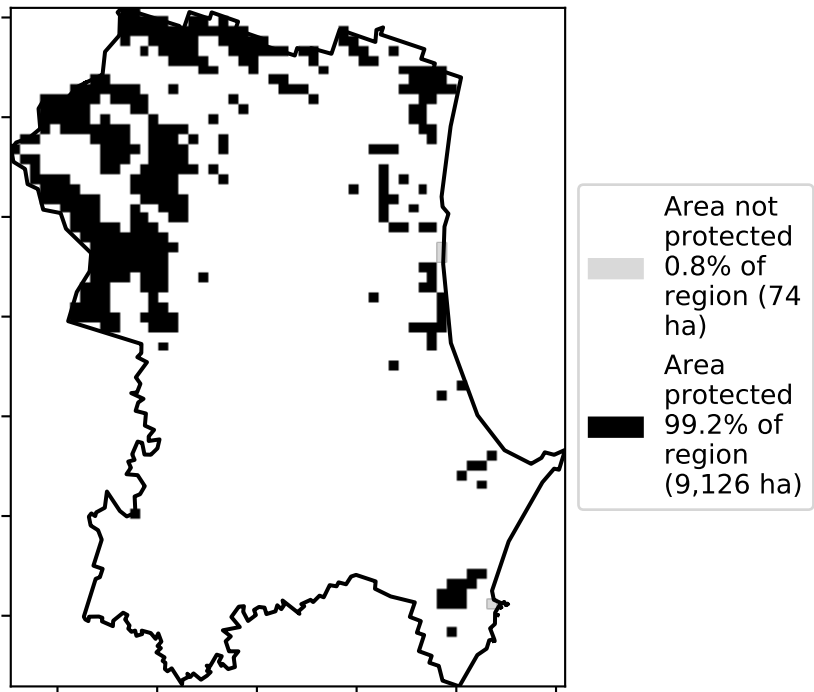 Area not
protected
0.8% of
region (74
ha)
Area
protected
99.2% of
region
(9,126 ha)